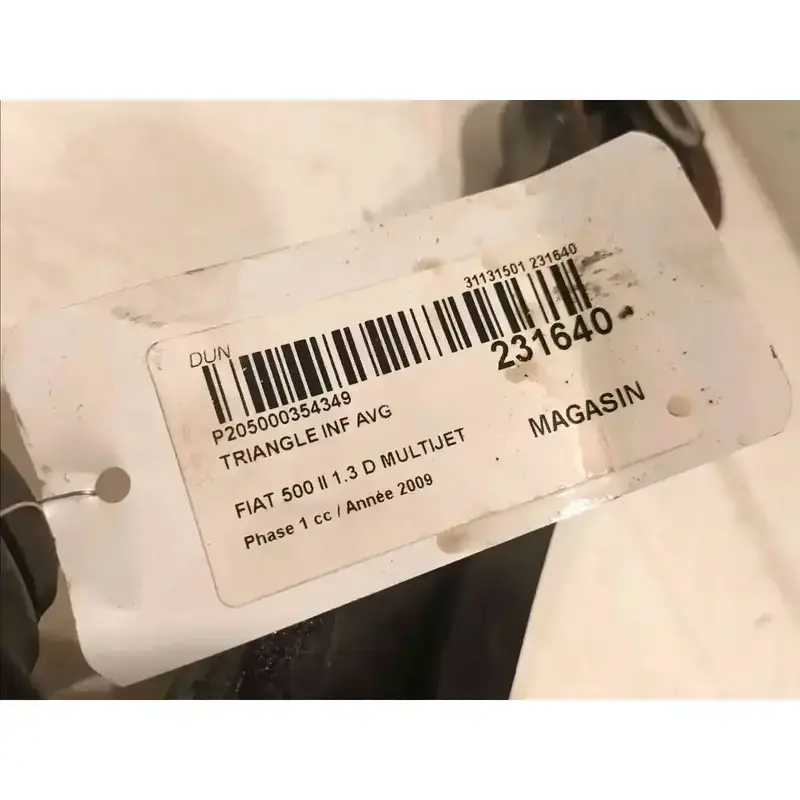 31131501 231640
DUN
231640
P205000354349
TRIANGLE INF AVG
MAGASIN
FIAT 500 II 1.3 D MULTIJET
Phase 1 cc / Année 2009